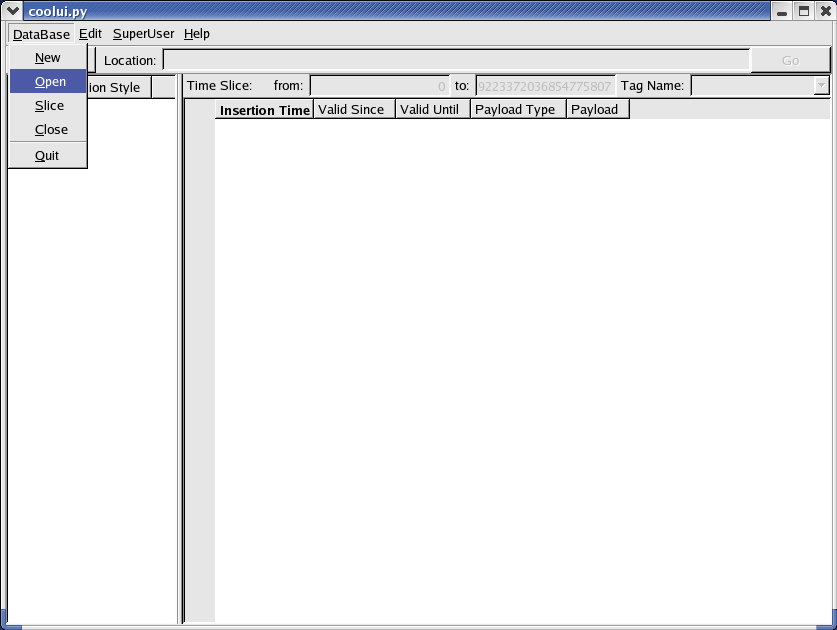 coolui.py
DataBase Edit SuperUser Help
New
Open
Slice
Close
Quit
Location: Go
ion Style
Time Slice: from: 0 to: 9223372036854775807 Tag Name:
Insertion Time Valid Since Valid Until Payload Type Payload